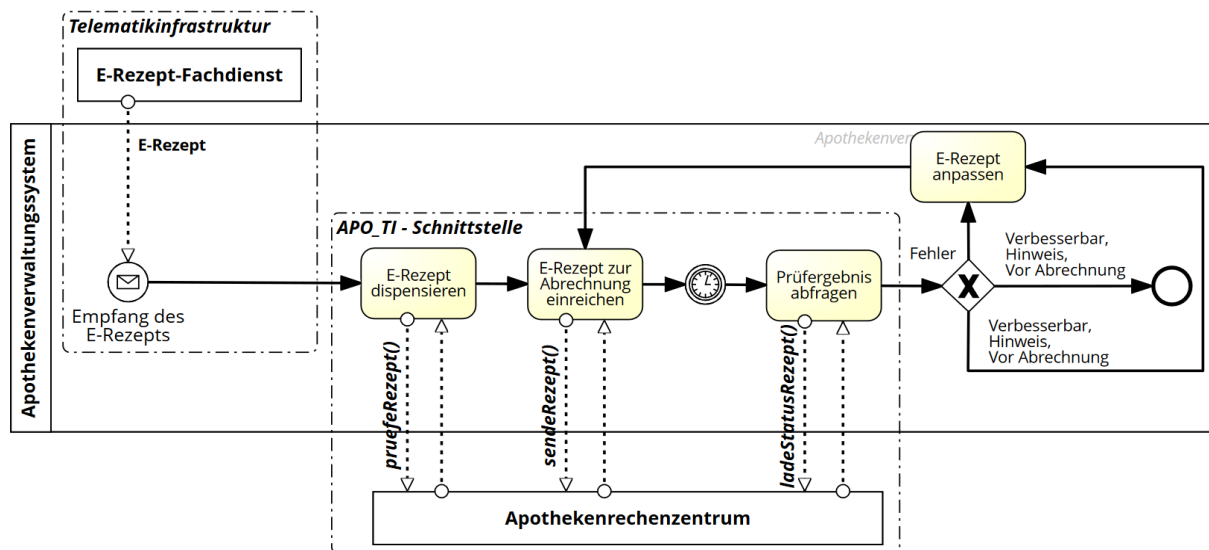 Telematikinfrastruktur
E-Rezept-Fachdienst
E-Rezept
Apothekenverwaltungssystem
Empfang des
E-Rezepts
APO_TI - Schnittstelle
E-Rezept
dispensieren
E-Rezept zur
Abrechnung
einreichen
Prüfergebnis
abfragen
Apothekenver
E-Rezept
anpassen
Fehler
Verbesserbar,
Hinweis,
Vor Abrechnung
Verbesserbar,
Hinweis,
Vor Abrechnung
pruefeRezept()
sendeRezept()
ladeStatusRezept()
Apothekenrechenzentrum